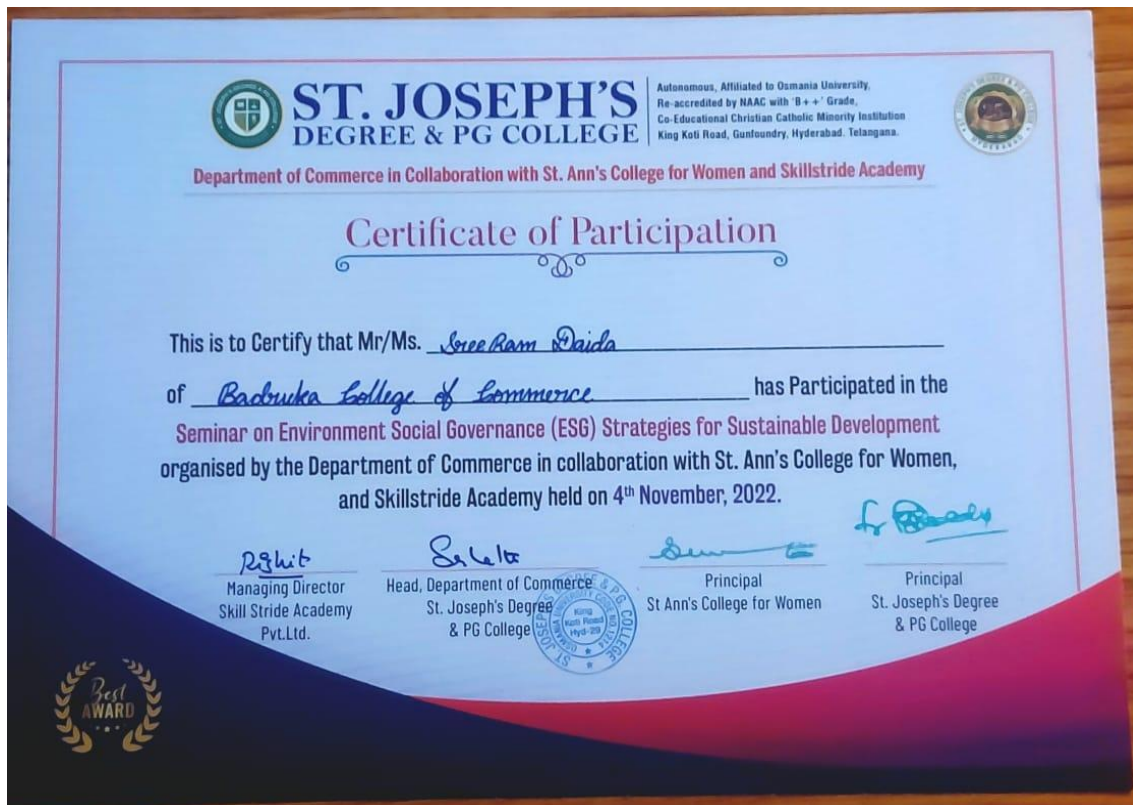 ST. JOSEPH'S
DEGREE & PG COLLEGE
Autonomous, Affiliated to Osmania University,
Re-accredited by NAAC with 'B++' Grade,
Co-Educational Christian Catholic Minority Institution
King Koti Road, Gunfoundry, Hyderabad. Telangana.
Department of Commerce in Collaboration with St. Ann's College for Women and Skillstride Academy
Certificate of Participation
This is to Certify that Mr/Ms. Sree Ram Daida
of Badruka College of Commerce has Participated in the
Seminar on Environment Social Governance (ESG) Strategies for Sustainable Development
organised by the Department of Commerce in collaboration with St. Ann's College for Women,
and Skillstride Academy held on 4th November, 2022.
Managing Director
Skill Stride Academy
Pvt.Ltd.
Head, Department of Commerce
St. Joseph's Degree
& PG College
Principal
St Ann's College for Women
Principal
St. Joseph's Degree
& PG College
King
Koti Road
Hyd-29
Best
AWARD